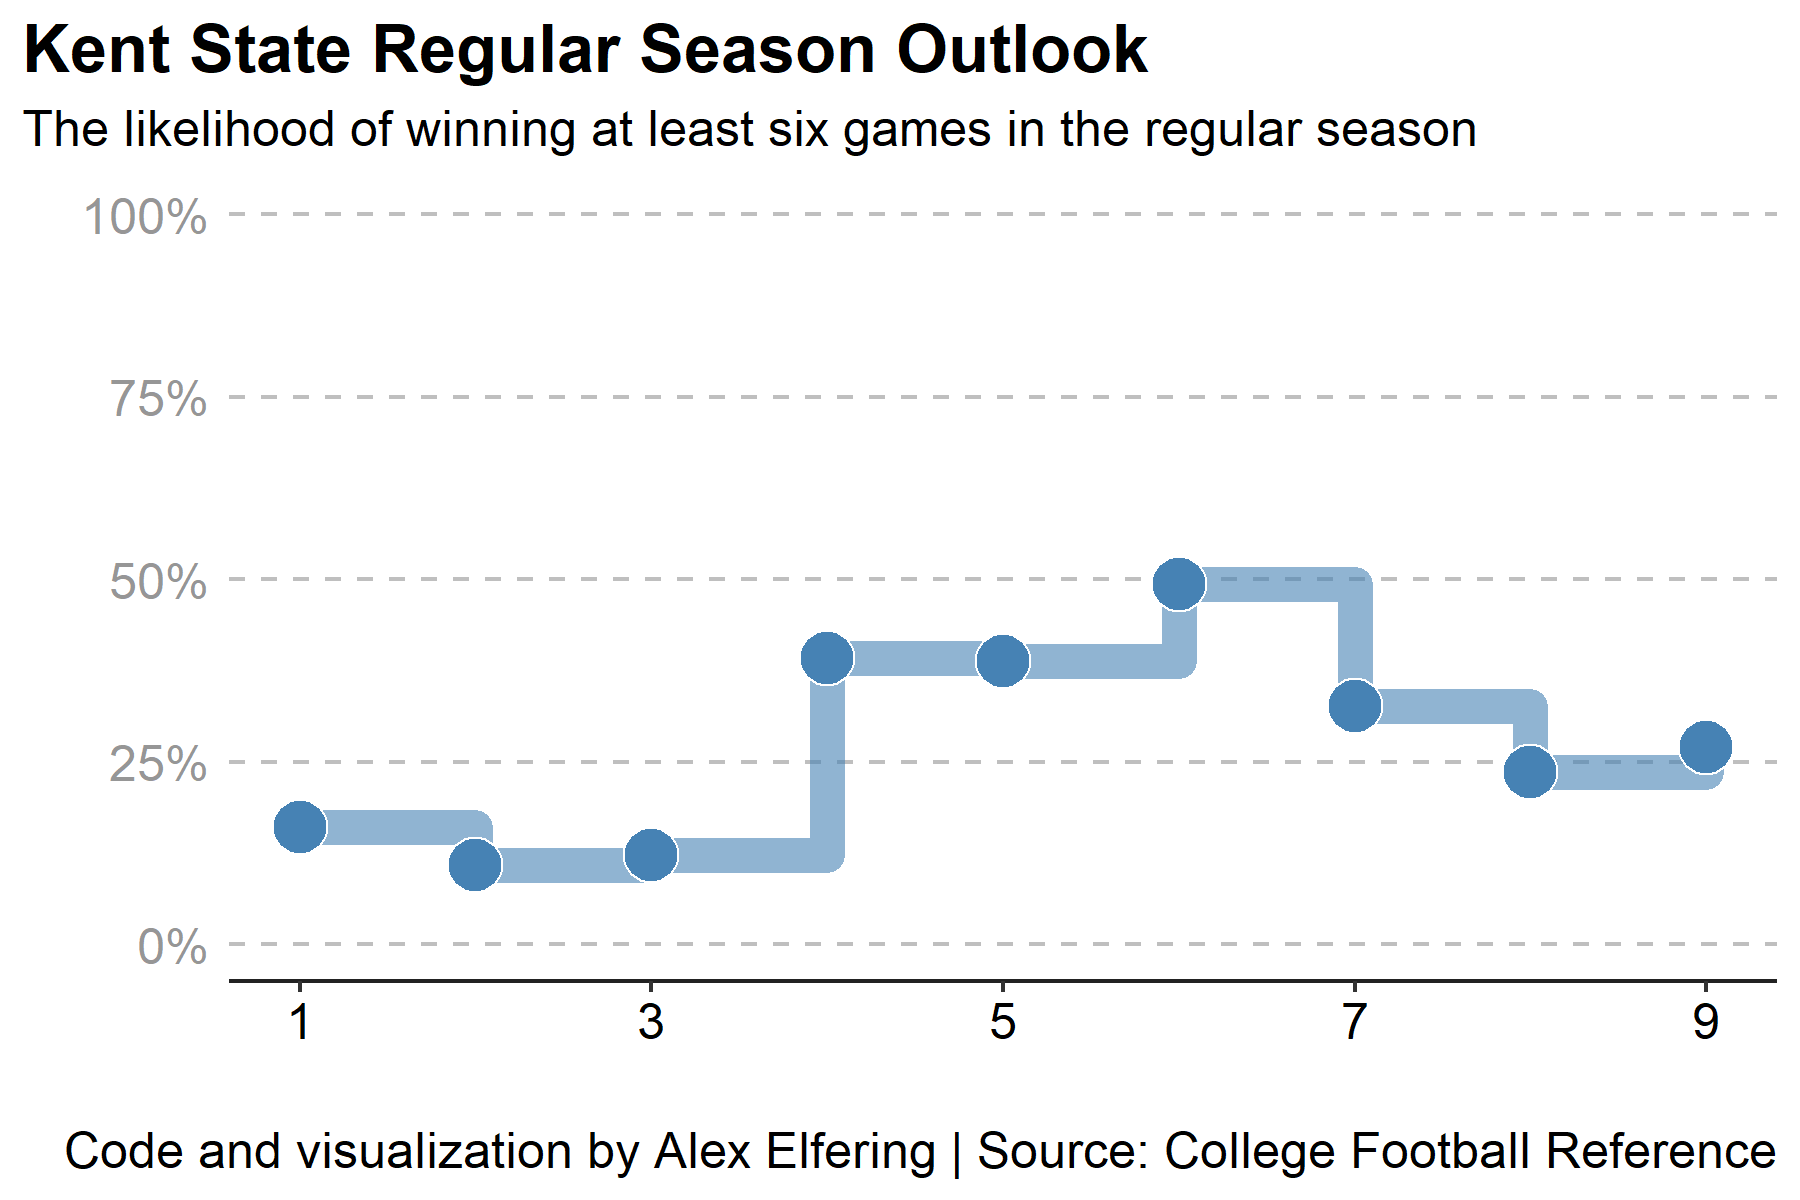 Kent State Regular Season Outlook
The likelihood of winning at least six games in the regular season
100%
75%
50%
25%
0%
1 3 5 7 9
Code and visualization by Alex Elfering | Source: College Football Reference